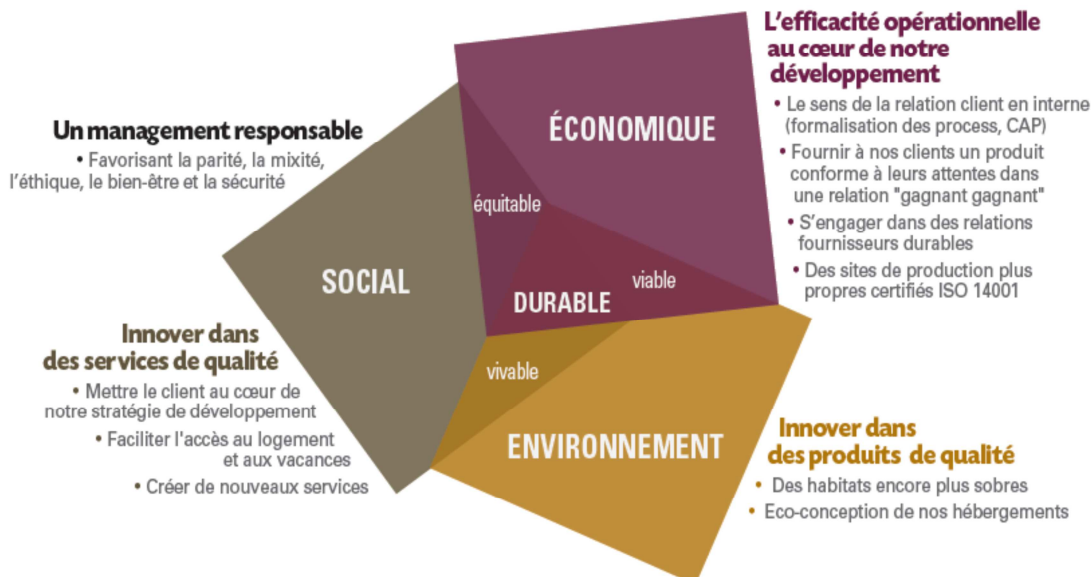 Un management responsable
• Favorisant la parité, la mixité,
l'éthique, le bien-être et la sécurité
Innover dans
des services de qualité
• Mettre le client au cœur de
notre stratégie de développement
• Faciliter l'accès au logement
et aux vacances
• Créer de nouveaux services
SOCIAL
équitable
ÉCONOMIQUE
DURABLE
viable
vivable
ENVIRONNEMENT
L'efficacité opérationnelle
au cœur de notre
développement
• Le sens de la relation client en interne
(formalisation des process, CAP)
• Fournir à nos clients un produit
conforme à leurs attentes dans
une relation "gagnant gagnant"
• S'engager dans des relations
fournisseurs durables
• Des sites de production plus
propres certifiés ISO 14001
Innover dans
des produits de qualité
• Des habitats encore plus sobres
• Eco-conception de nos hébergements